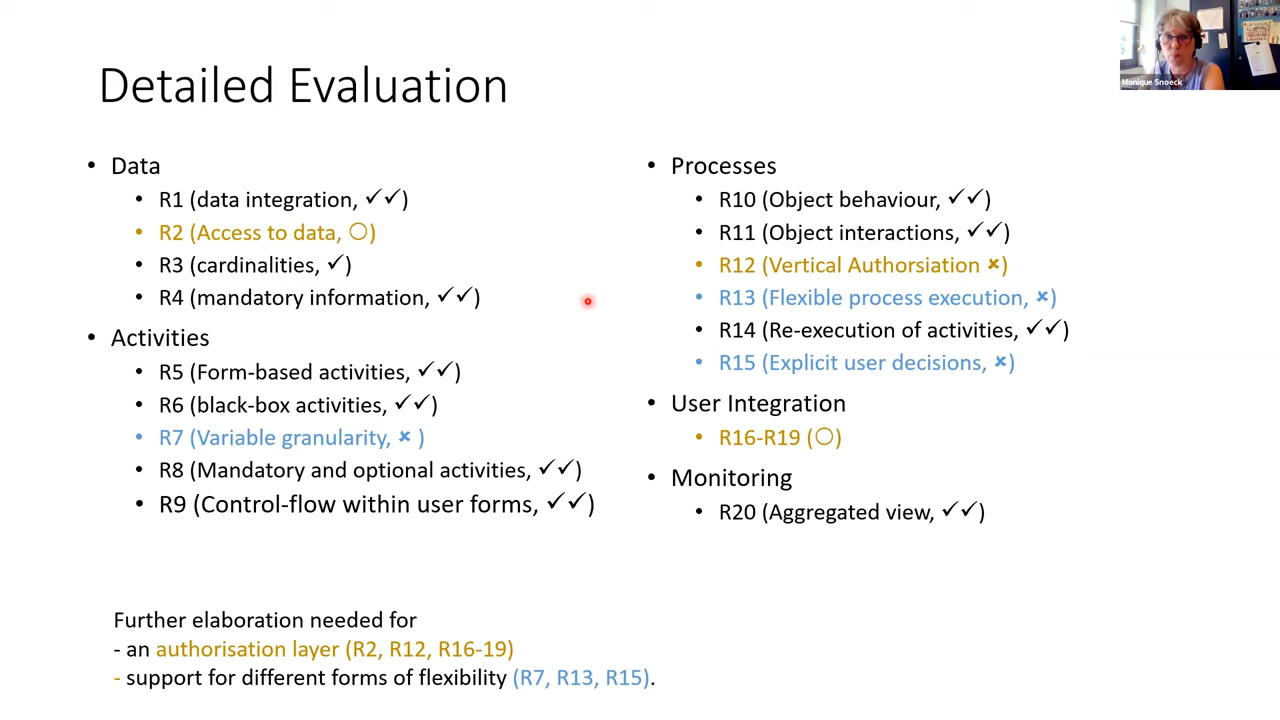 Monique Snoeck
Detailed Evaluation
• Data
• R1 (data integration, ✓✓)
• R2 (Access to data, ○)
• R3 (cardinalities, ✓)
• R4 (mandatory information, ✓✓)
• Activities
• R5 (Form-based activities, ✓✓)
• R6 (black-box activities, ✓✓)
• R7 (Variable granularity, ✗ )
• R8 (Mandatory and optional activities, ✓✓)
• R9 (Control-flow within user forms, ✓✓)
• Processes
• R10 (Object behaviour, ✓✓)
• R11 (Object interactions, ✓✓)
• R12 (Vertical Authorsiation ✗)
• R13 (Flexible process execution, ✗)
• R14 (Re-execution of activities, ✓✓)
• R15 (Explicit user decisions, ✗)
• User Integration
• R16-R19 (○)
• Monitoring
• R20 (Aggregated view, ✓✓)
Further elaboration needed for
- an authorisation layer (R2, R12, R16-19)
- support for different forms of flexibility (R7, R13, R15).